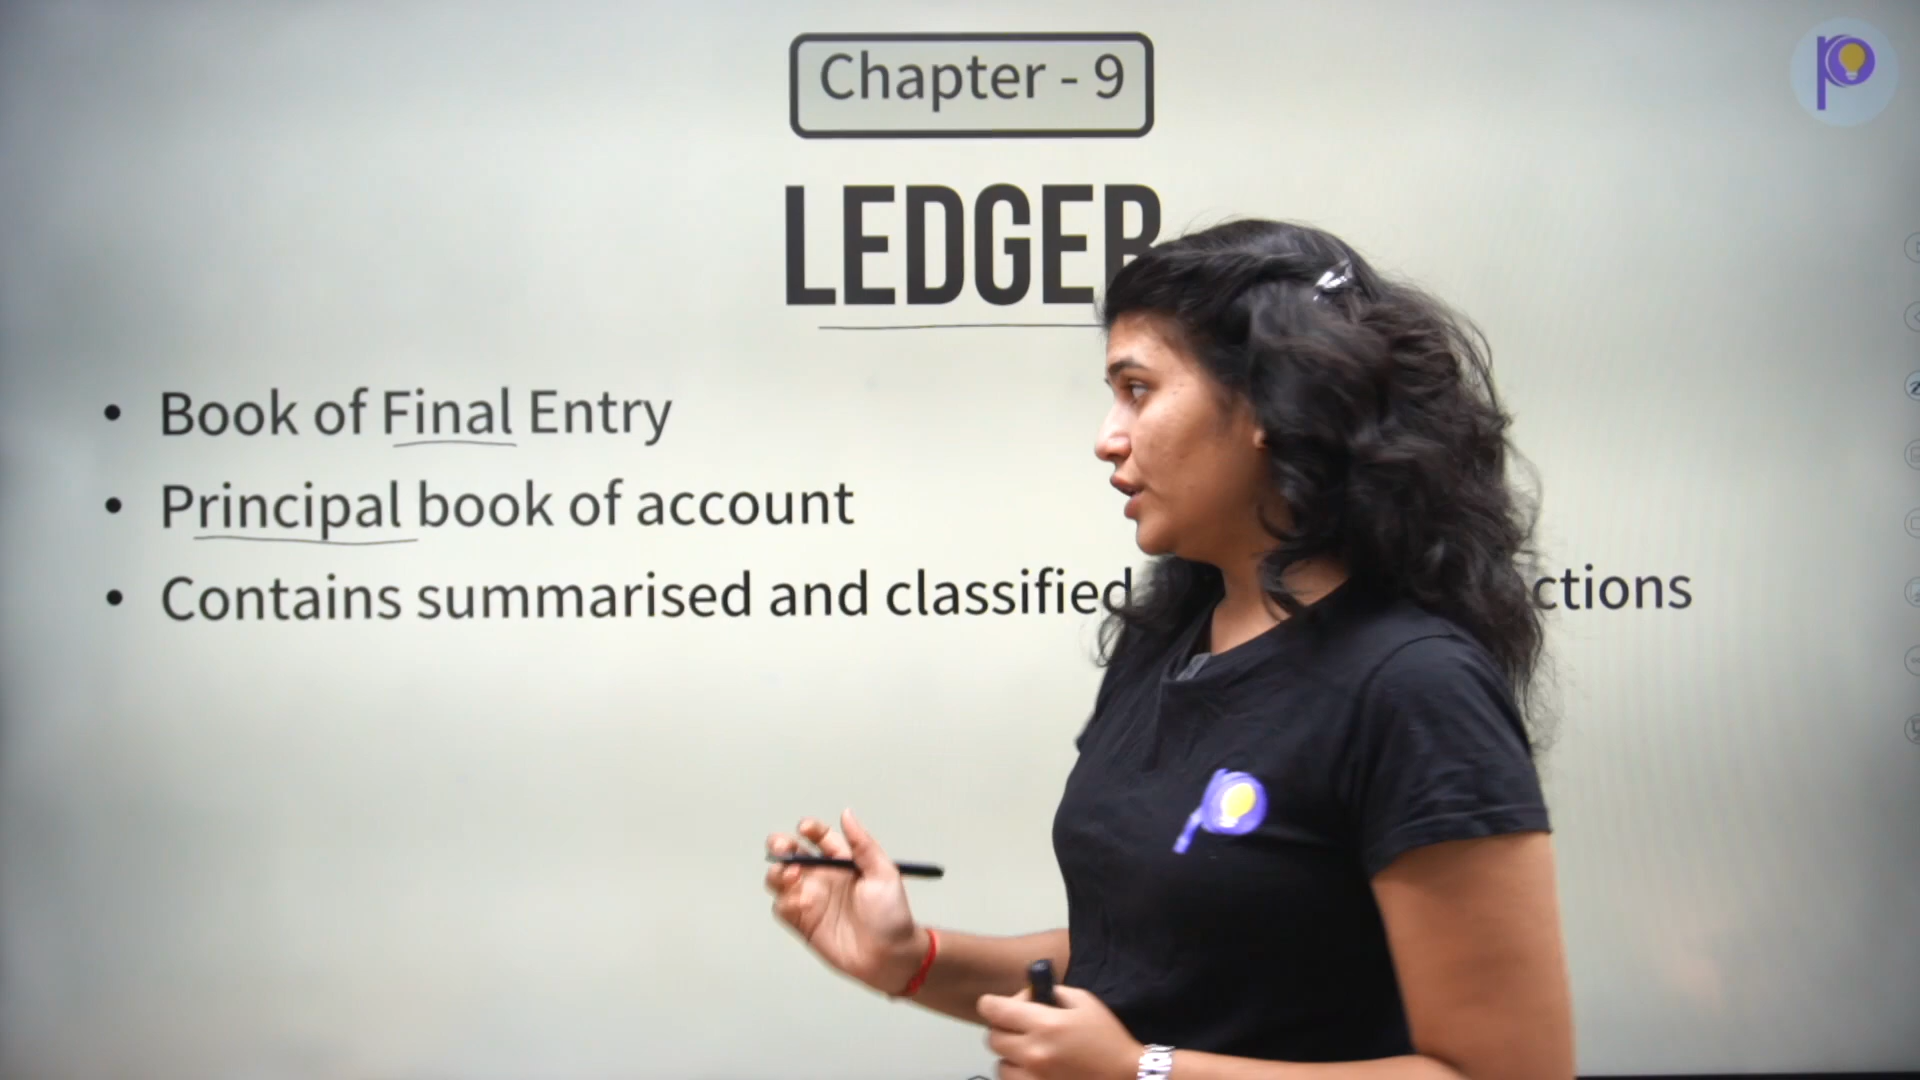 Chapter - 9
LEDGER
• Book of Final Entry
• Principal book of account
• Contains summarised and classified ctions